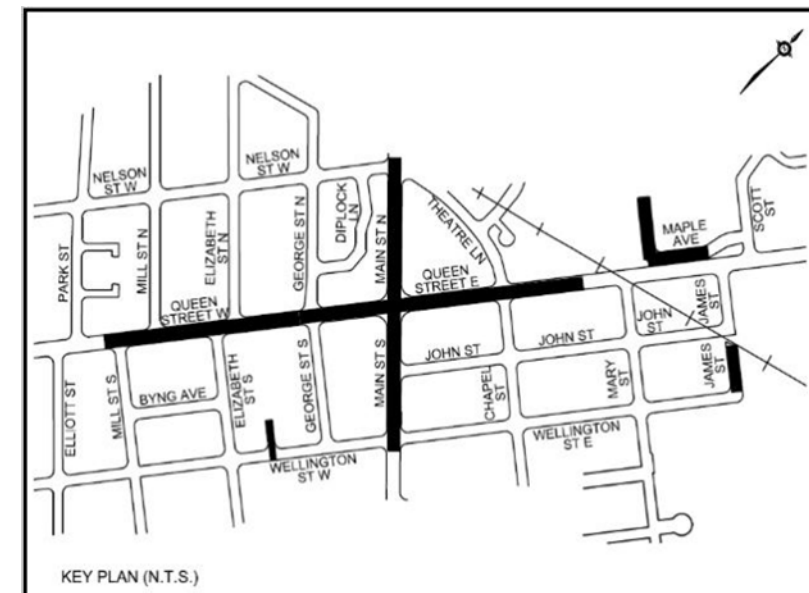 NELSON
ST W
NELSON
ST W
PARK ST
MILL ST N
ELIZABETH
ST N
GEORGE ST N
DIPLOCK
LN
MAIN ST N
THEATRE LN
MAPLE
AVE
SCOTT
ST
QUEEN
STREET W
QUEEN
STREET E
JAMES
ST
JOHN
ST
JOHN ST
JOHN ST
ELLIOTT ST
MILL ST S
BYNG AVE
ELIZABETH
ST S
GEORGE ST S
MAIN ST S
CHAPEL
ST
MARY
ST
JAMES
ST
WELLINGTON
ST W
WELLINGTON
ST E
KEY PLAN (N.T.S.)